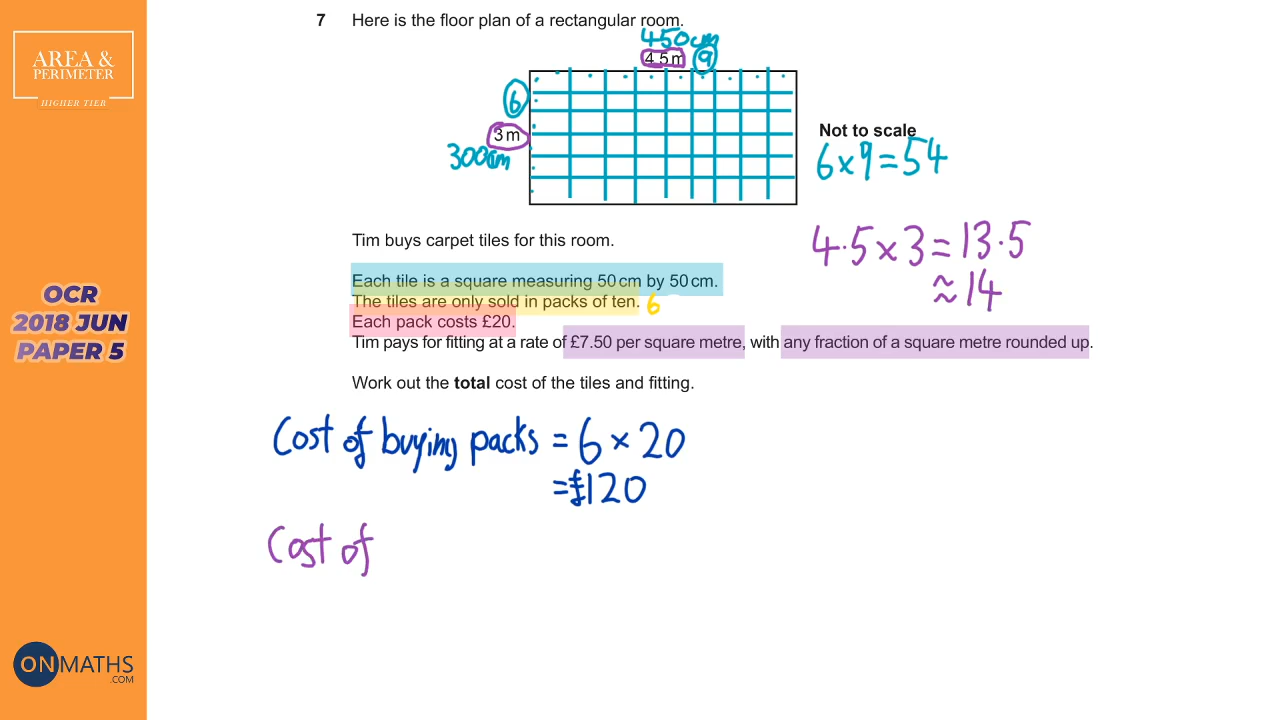 AREA &
PERIMETER
HIGHER TIER
OCR
2018 JUN
PAPER 5
ONMATHS
.COM
7 Here is the floor plan of a rectangular room.
450cm
4.5 m 9
6
3 m
300cm
Not to scale
6 × 9 = 54
4.5 × 3 = 13.5
≈ 14
Tim buys carpet tiles for this room.
Each tile is a square measuring 50 cm by 50 cm.
The tiles are only sold in packs of ten. 6
Each pack costs £20.
Tim pays for fitting at a rate of £7.50 per square metre, with any fraction of a square metre rounded up.
Work out the total cost of the tiles and fitting.
Cost of buying packs = 6 × 20
= £120
Cost of